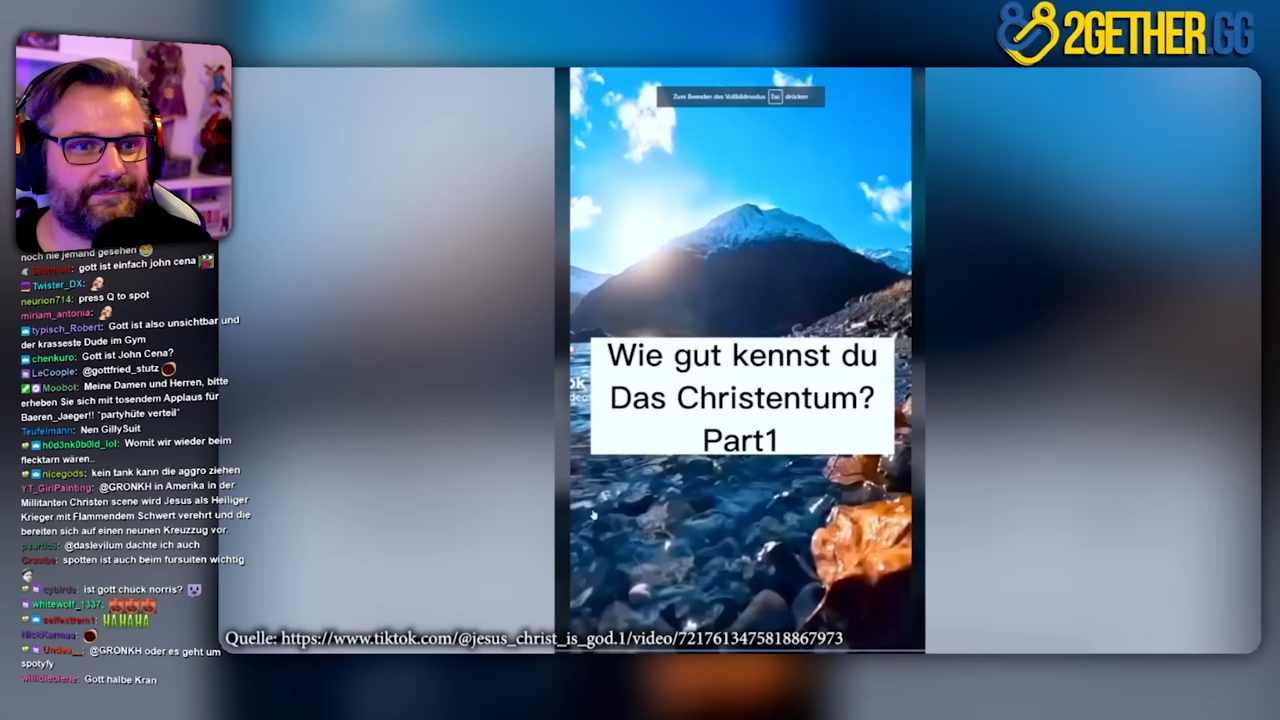 2GETHER.GG
Zum Beenden des Vollbildmodus Esc drücken
Wie gut kennst du
Das Christentum?
Part1
Quelle: https://www.tiktok.com/@jesus_christ_is_god.1/video/7217613475818867973
noch nie jemand gesehen
gott ist einfach john cena
Twister_DX:
neurion714: press Q to spot
miriam_antonia:
typisch_Robert: Gott ist also unsichtbar und
der krasseste Dude im Gym
chenkuro: Gott ist John Cena?
LeCoople: @gottfried_stutz
Moobot: Meine Damen und Herren, bitte
erheben Sie sich mit tosendem Applaus für
Baeren_Jaeger!! *partyhüte verteil*
Teufelmann: Nen GillySuit
h0d3nk0b0ld_lol: Womit wir wieder beim
flecktarn wären..
nicegods: kein tank kann die aggro ziehen
YT_GirlPainting: @GRONKH in Amerika in der
Millitanten Christen scene wird Jesus als Heiliger
Krieger mit Flammendem Schwert verehrt und die
bereiten sich auf einen neunen Kreuzzug vor.
@daslevilum dachte ich auch
spotten ist auch beim fursuiten wichtig
cybirds: ist gott chuck norris?
whitewolf_1337:
selfextrem1: HAHAHA
NickKarmaa:
Undea__: @GRONKH oder es geht um
spotyfy
Gott halbe Kran